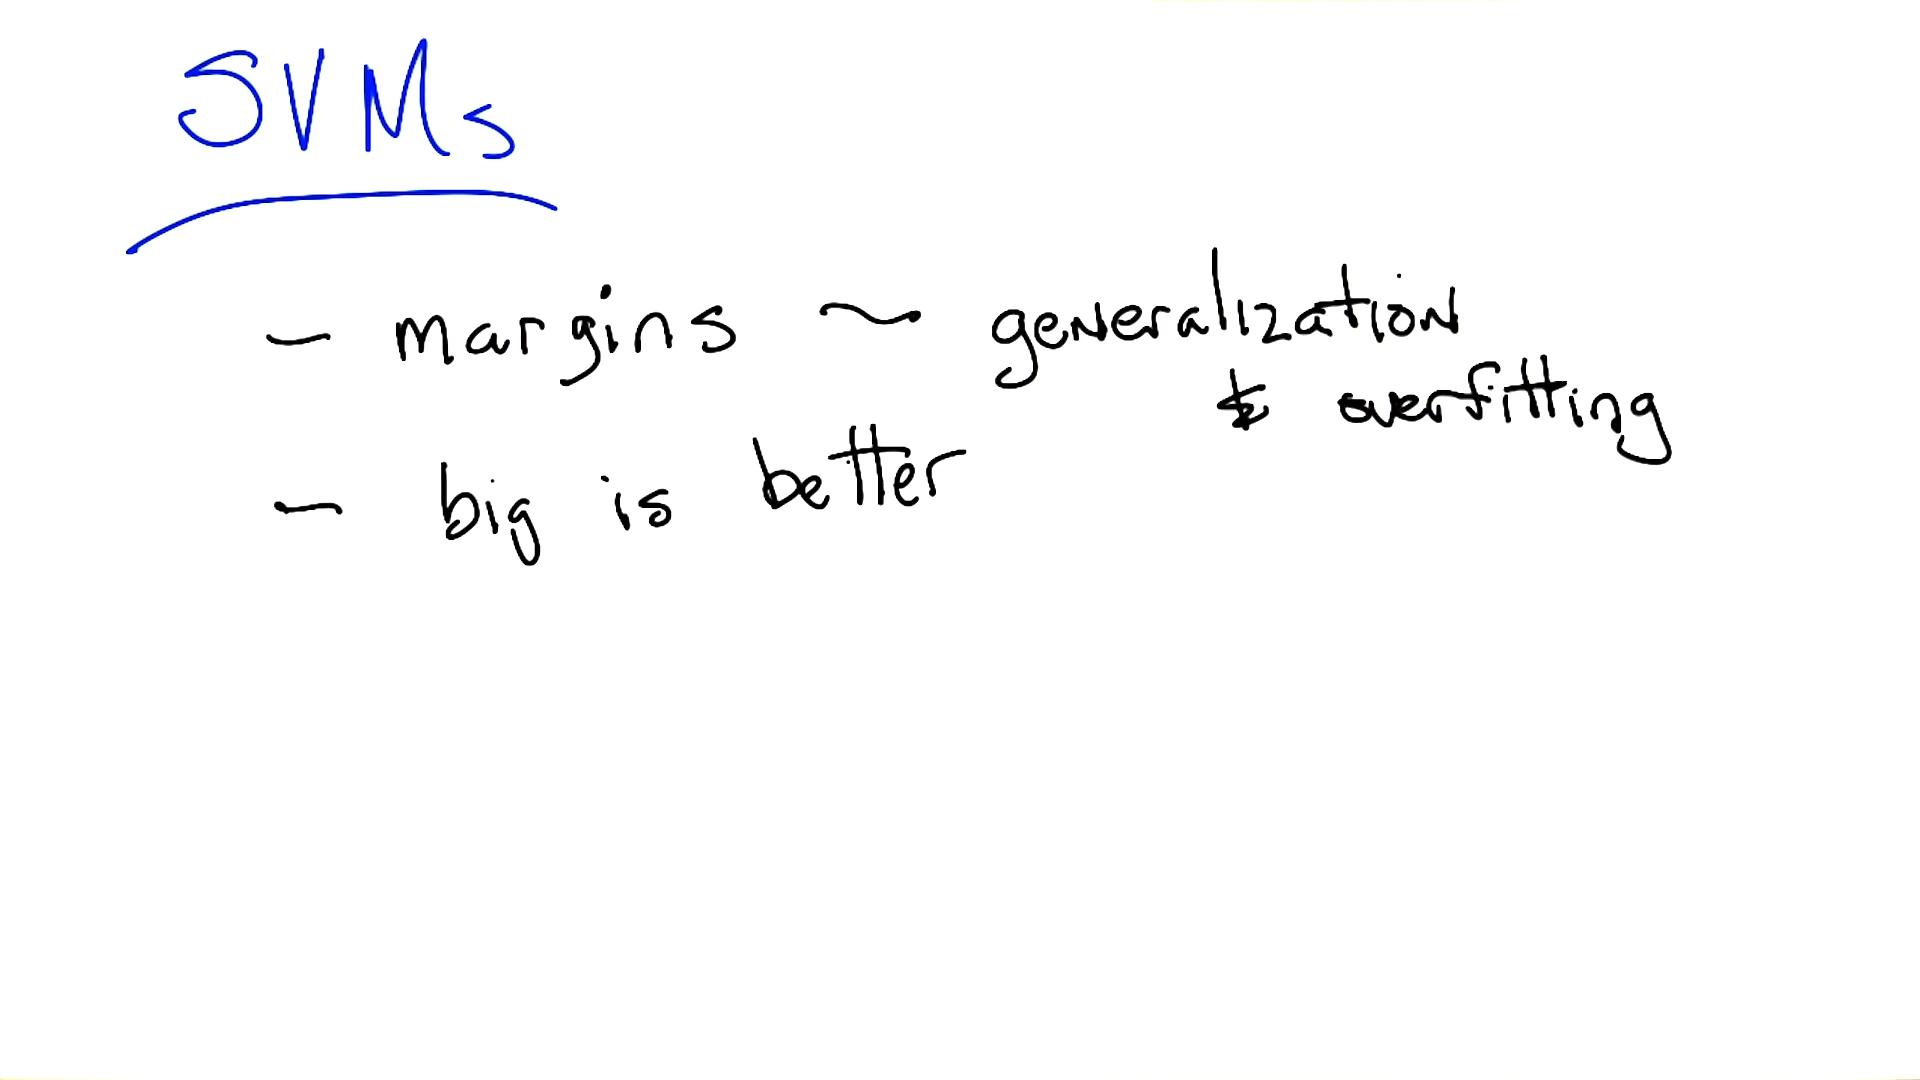 SVMs
- margins ~ generalization
& overfitting
- big is better